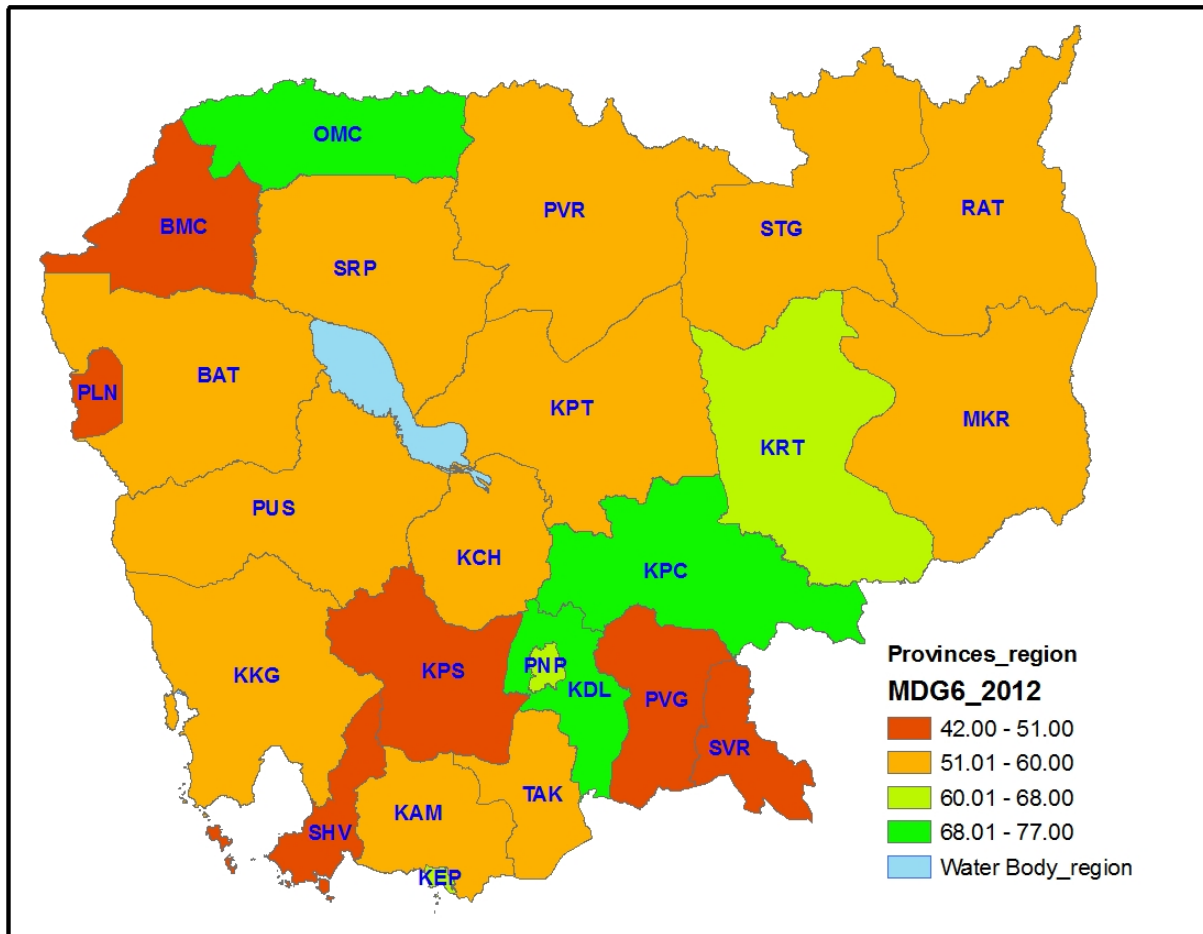 OMC
BMC
PVR
RAT
STG
SRP
BAT
PLN
KPT
MKR
KRT
PUS
KCH
KPC
KKG
KPS
PNP
KDL
PVG
SVR
TAK
KAM
SHV
KEP
Provinces_region
MDG6_2012
42.00 - 51.00
51.01 - 60.00
60.01 - 68.00
68.01 - 77.00
Water Body_region